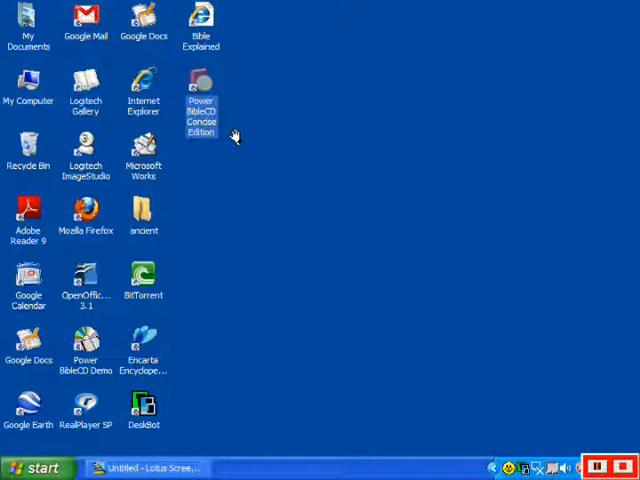 My
Documents
Google Mail
Google Docs
Bible
Explained
My Computer
Logitech
Gallery
Internet
Explorer
Power
BibleCD
Concise
Edition
Recycle Bin
Logitech
ImageStudio
Microsoft
Works
Adobe
Reader 9
Mozilla Firefox
ancient
Google
Calendar
OpenOffic...
3.1
BitTorrent
Google Docs
Power
BibleCD Demo
Encarta
Encyclope...
Google Earth
RealPlayer SP
DeskBot
start
Untitled - Lotus Scree...